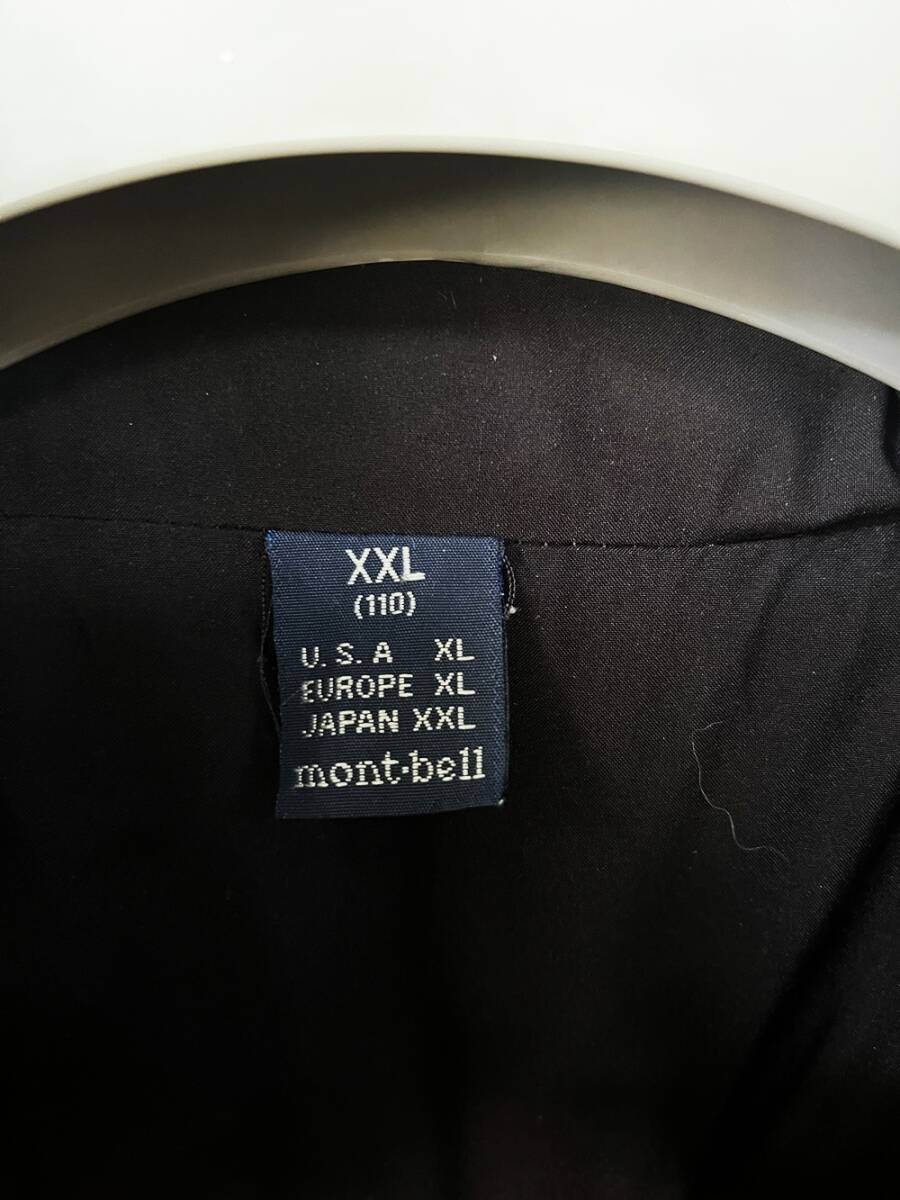 XXL
(110)
U.S.A XL
EUROPE XL
JAPAN XXL
mont-bell